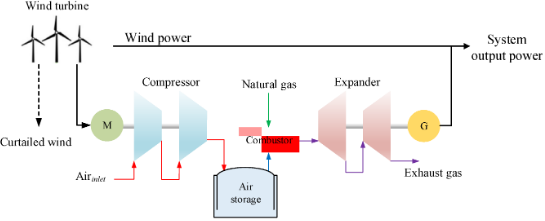 Wind turbine
Wind power
System
output power
Compressor
Natural gas
Expander
M
Combustor
G
Curtailed wind
Air inlet
Air
storage
Exhaust gas